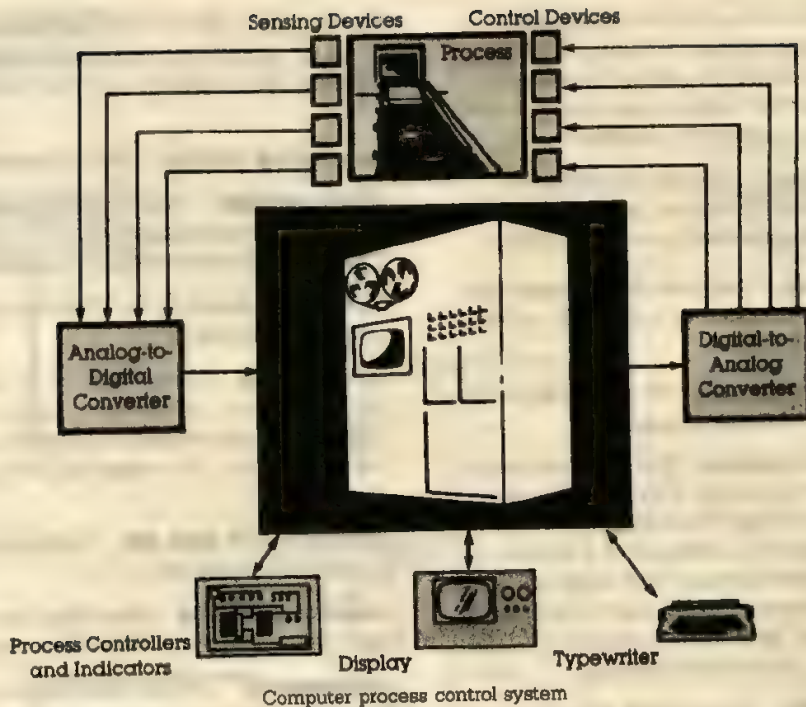 Sensing Devices
Control Devices
Process
Analog-to-
Digital
Converter
Digital-to-
Analog
Converter
Process Controllers
and Indicators
Display
Typewriter
Computer process control system